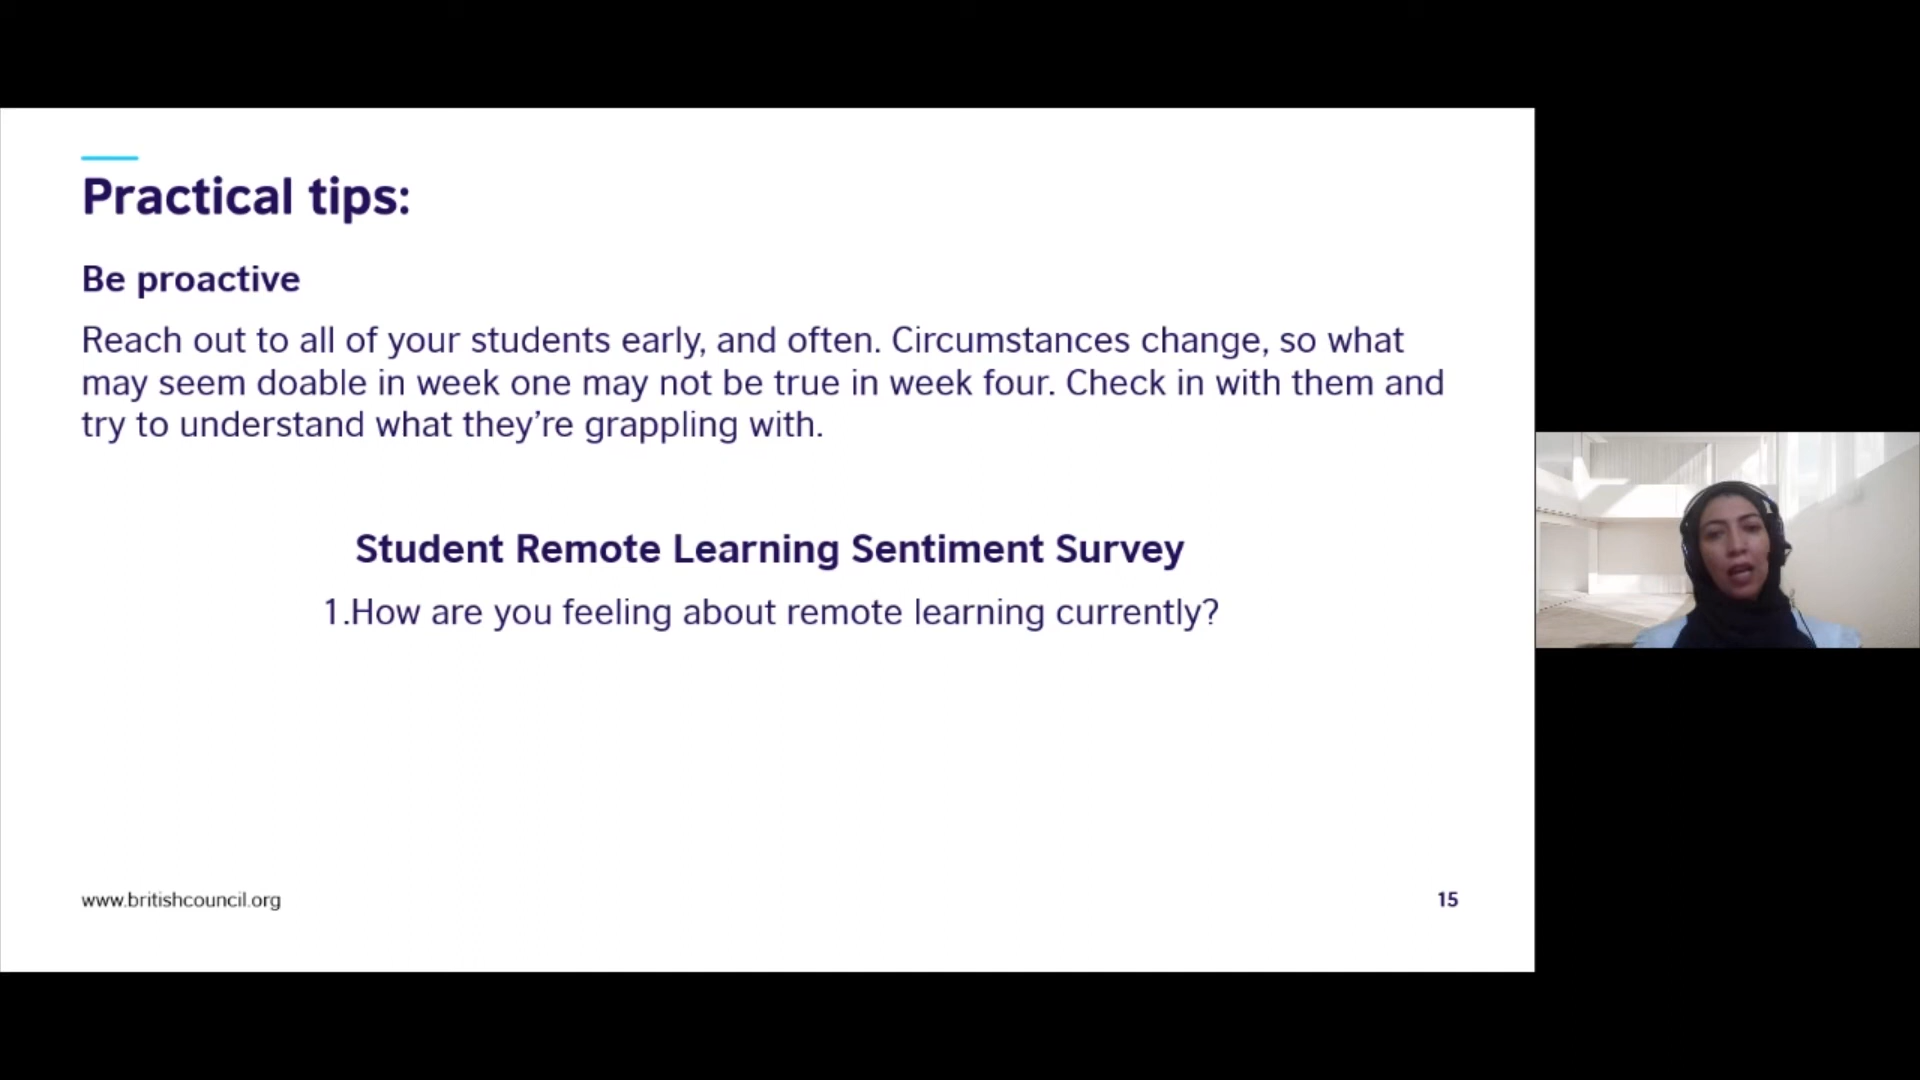 Practical tips:
Be proactive
Reach out to all of your students early, and often. Circumstances change, so what
may seem doable in week one may not be true in week four. Check in with them and
try to understand what they’re grappling with.
Student Remote Learning Sentiment Survey
1.How are you feeling about remote learning currently?
www.britishcouncil.org
15